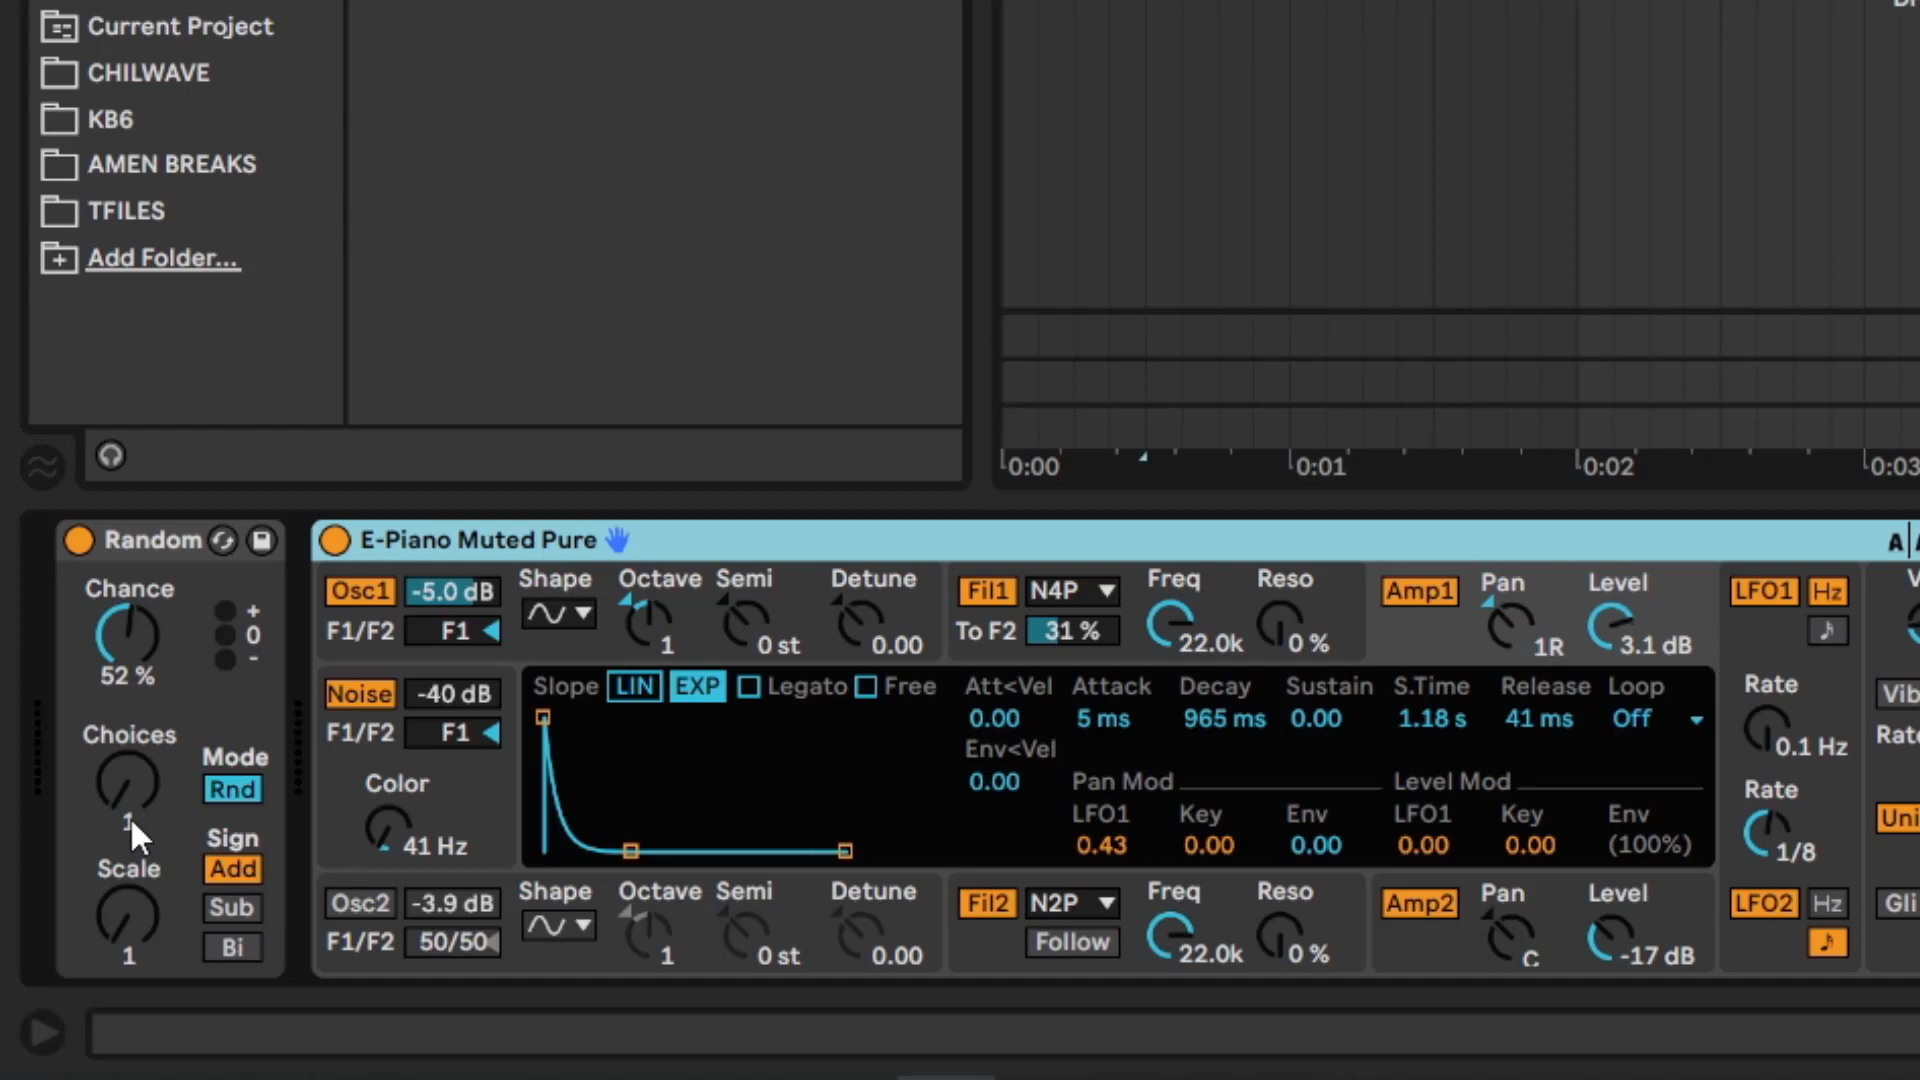 Current Project
CHILWAVE
KB6
AMEN BREAKS
TFILES
Add Folder...
0:00 0:01 0:02 0:03
Random
Chance
52 %
+
0
-
Choices
1
Mode
Rnd
Sign
Add
Sub
Bi
Scale
1
E-Piano Muted Pure
A
Osc1 -5.0 dB Shape Octave Semi Detune
F1/F2 F1 1 0 st 0.00
Fil1 N4P Freq Reso
To F2 31 % 22.0k 0 %
Amp1 Pan Level
1R 3.1 dB
LFO1 Hz
Noise -40 dB
F1/F2 F1
Color
41 Hz
Slope LIN EXP Legato Free
Att<Vel Attack Decay Sustain S.Time Release Loop
0.00 5 ms 965 ms 0.00 1.18 s 41 ms Off
Env<Vel
0.00
Pan Mod Level Mod
LFO1 Key Env LFO1 Key Env
0.43 0.00 0.00 0.00 0.00 (100%)
Rate
0.1 Hz
Rate
1/8
Vib
Rate
Uni
Osc2 -3.9 dB Shape Octave Semi Detune
F1/F2 50/50 1 0 st 0.00
Fil2 N2P Freq Reso
Follow 22.0k 0 %
Amp2 Pan Level
C -17 dB
LFO2 Hz
Gli